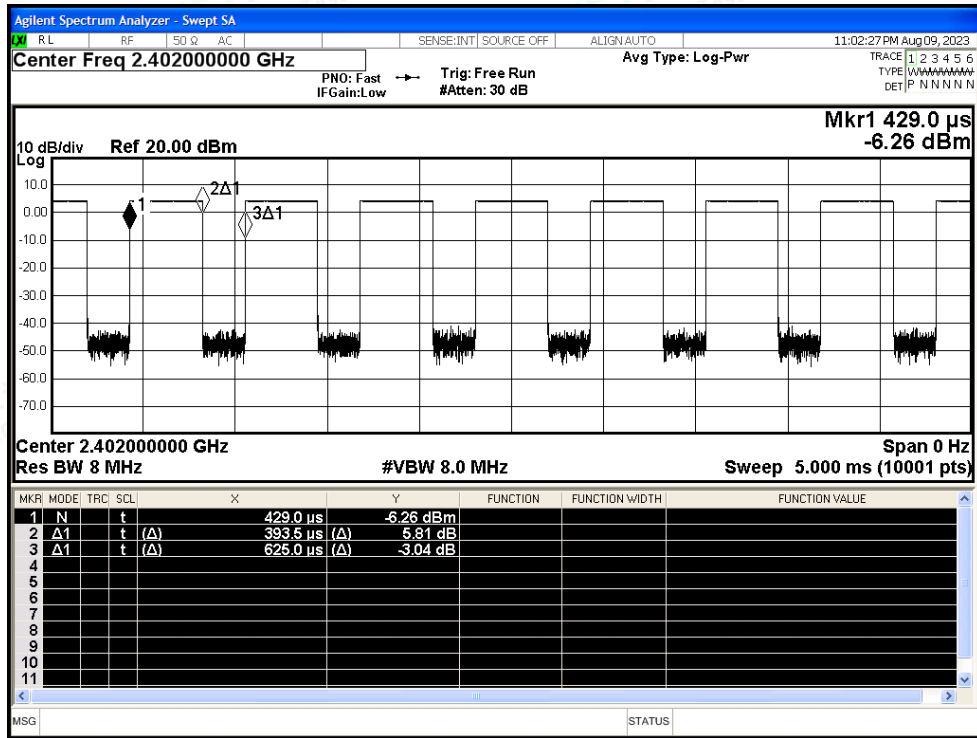 Agilent Spectrum Analyzer - Swept SA
LXI RL RF 50 Ω AC SENSE:INT SOURCE OFF ALIGN AUTO 11:02:27 PM Aug 09, 2023
Center Freq 2.402000000 GHz
PNO: Fast
IFGain:Low
Trig: Free Run
#Atten: 30 dB
Avg Type: Log-Pwr
TRACE 1 2 3 4 5 6
TYPE
DET P N N N N N
Mkr1 429.0 µs
-6.26 dBm
10 dB/div Ref 20.00 dBm
Log
10.0
0.00
-10.0
-20.0
-30.0
-40.0
-50.0
-60.0
-70.0
1
2Δ1
3Δ1
Center 2.402000000 GHz Span 0 Hz
Res BW 8 MHz #VBW 8.0 MHz Sweep 5.000 ms (10001 pts)
MKR MODE TRC SCL X Y FUNCTION FUNCTION WIDTH FUNCTION VALUE
1 N t 429.0 µs -6.26 dBm
2 Δ1 t (Δ) 393.5 µs (Δ) 5.81 dB
3 Δ1 t (Δ) 625.0 µs (Δ) -3.04 dB
4
5
6
7
8
9
10
11
MSG STATUS